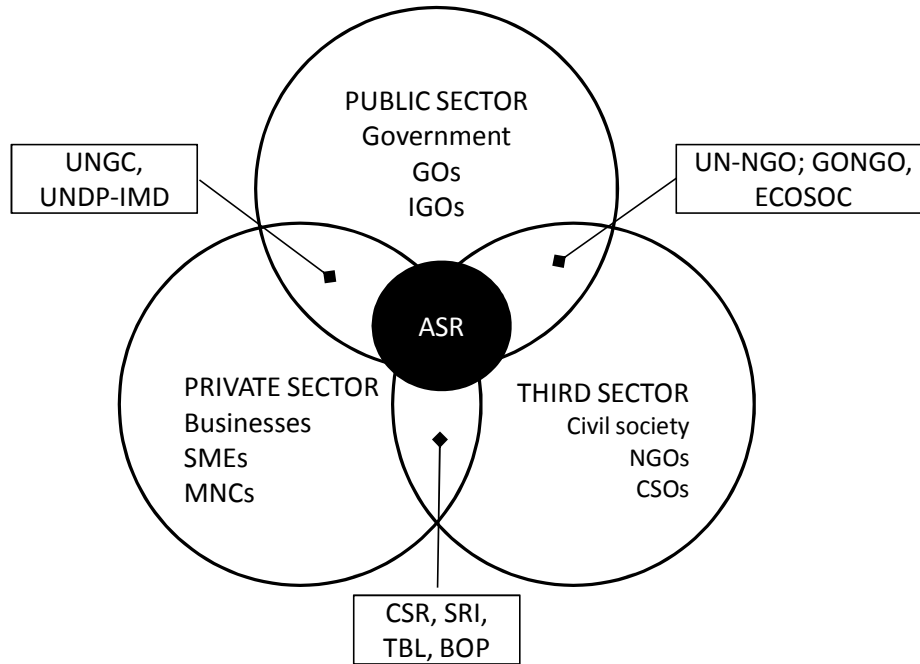 PUBLIC SECTOR
Government
GOs
IGOs
UNGC,
UNDP-IMD
UN-NGO; GONGO,
ECOSOC
ASR
PRIVATE SECTOR
Businesses
SMEs
MNCs
THIRD SECTOR
Civil society
NGOs
CSOs
CSR, SRI,
TBL, BOP